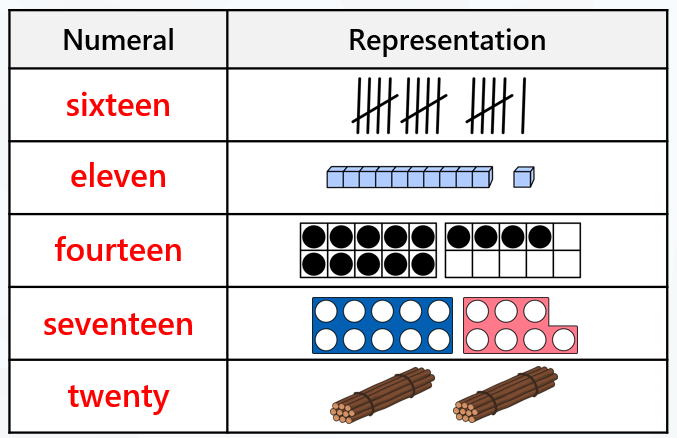 Numeral Representation
sixteen
eleven
fourteen
seventeen
twenty